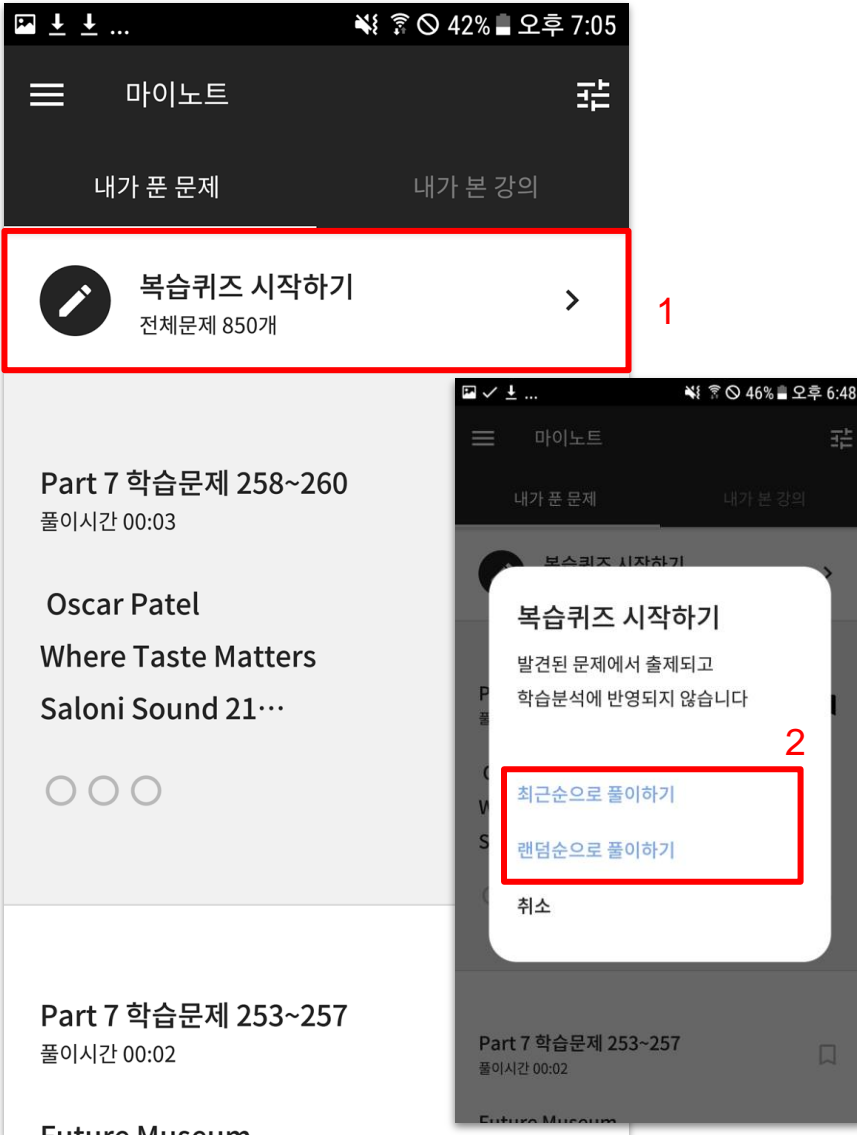 ... 42% 오후 7:05
마이노트
내가 푼 문제 내가 본 강의
복습퀴즈 시작하기
전체문제 850개
1
Part 7 학습문제 258~260
풀이시간 00:03
Oscar Patel
Where Taste Matters
Saloni Sound 21…
Part 7 학습문제 253~257
풀이시간 00:02
Future Museum
... 46% 오후 6:48
마이노트
내가 푼 문제 내가 본 강의
복습퀴즈 시작하기
복습퀴즈 시작하기
발견된 문제에서 출제되고
학습분석에 반영되지 않습니다
2
최근순으로 풀이하기
랜덤순으로 풀이하기
취소
Part 7 학습문제 253~257
풀이시간 00:02
Future Museum